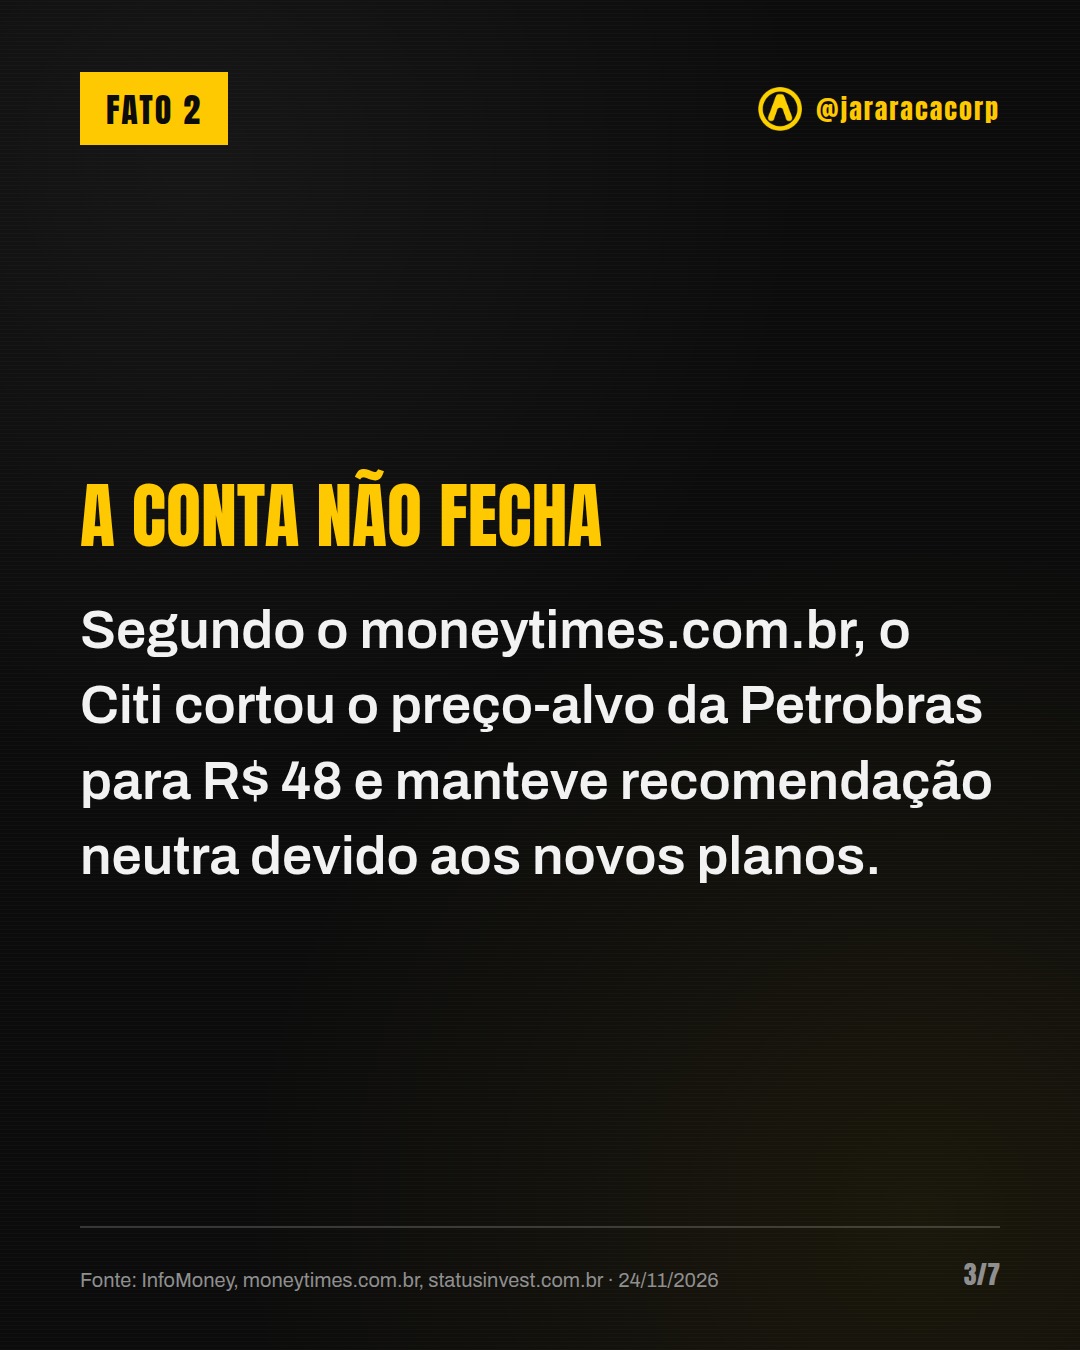 FATO 2
@jararacacorp
A CONTA NÃO FECHA
Segundo o moneytimes.com.br, o
Citi cortou o preço-alvo da Petrobras
para R$ 48 e manteve recomendação
neutra devido aos novos planos.
Fonte: InfoMoney, moneytimes.com.br, statusinvest.com.br · 24/11/2026
3/7